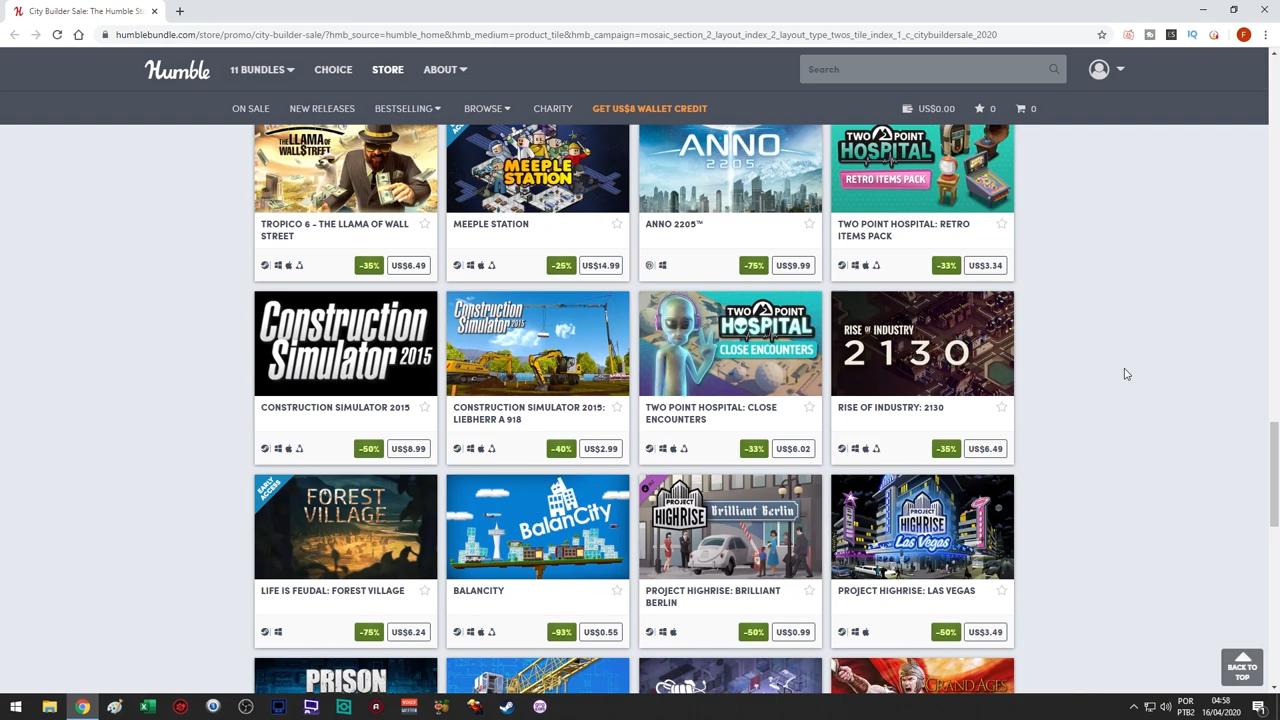 City Builder Sale: The Humble St
humblebundle.com/store/promo/city-builder-sale/?hmb_source=humble_home&hmb_medium=product_tile&hmb_campaign=mosaic_section_2_layout_index_2_layout_type_twos_tile_index_1_c_citybuildersale_2020
Humble
11 BUNDLES
CHOICE
STORE
ABOUT
Search
ON SALE
NEW RELEASES
BESTSELLING
BROWSE
CHARITY
GET US$8 WALLET CREDIT
US$0.00
0
0
THE LLAMA OF
WALL STREET
MEEPLE
STATION
ANNO
2205
TWO POINT
HOSPITAL
RETRO ITEMS PACK
TROPICO 6 - THE LLAMA OF WALL
STREET
MEEPLE STATION
ANNO 2205™
TWO POINT HOSPITAL: RETRO
ITEMS PACK
-35% US$6.49
-25% US$14.99
-75% US$9.99
-33% US$3.34
Construction
Simulator 2015
Construction
Simulator 2015
TWO POINT
HOSPITAL
CLOSE ENCOUNTERS
RISE OF INDUSTRY
2130
CONSTRUCTION SIMULATOR 2015
CONSTRUCTION SIMULATOR 2015:
LIEBHERR A 918
TWO POINT HOSPITAL: CLOSE
ENCOUNTERS
RISE OF INDUSTRY: 2130
-50% US$8.99
-40% US$2.99
-33% US$6.02
-35% US$6.49
EARLY
ACCESS
FOREST
VILLAGE
BalanCity
PROJECT
HIGHRISE
Brilliant Berlin
PROJECT
HIGHRISE
Las Vegas
LIFE IS FEUDAL: FOREST VILLAGE
BALANCITY
PROJECT HIGHRISE: BRILLIANT
BERLIN
PROJECT HIGHRISE: LAS VEGAS
-75% US$6.24
-93% US$0.55
-50% US$0.99
-50% US$3.49
PRISON
GRAND AGES
BACK TO
TOP
POR
PTB2
04:58
16/04/2020